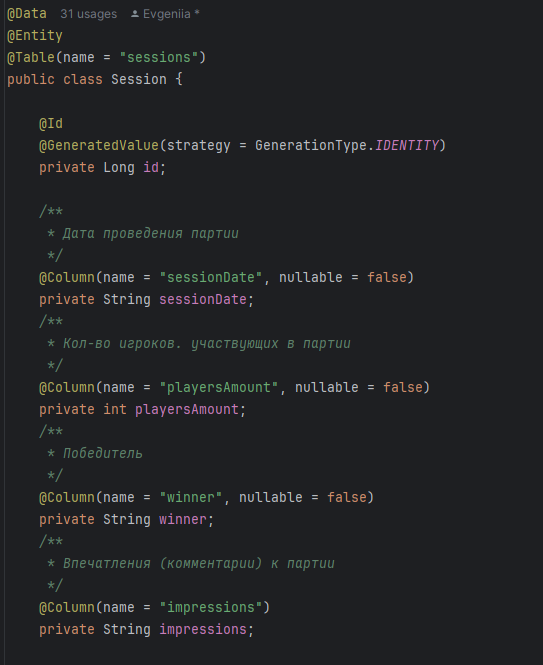 @Data 31 usages Evgeniia *
@Entity
@Table(name = "sessions")
public class Session {
@Id
@GeneratedValue(strategy = GenerationType.IDENTITY)
private Long id;
/**
* Дата проведения партии
*/
@Column(name = "sessionDate", nullable = false)
private String sessionDate;
/**
* Кол-во игроков. участвующих в партии
*/
@Column(name = "playersAmount", nullable = false)
private int playersAmount;
/**
* Победитель
*/
@Column(name = "winner", nullable = false)
private String winner;
/**
* Впечатления (комментарии) к партии
*/
@Column(name = "impressions")
private String impressions;